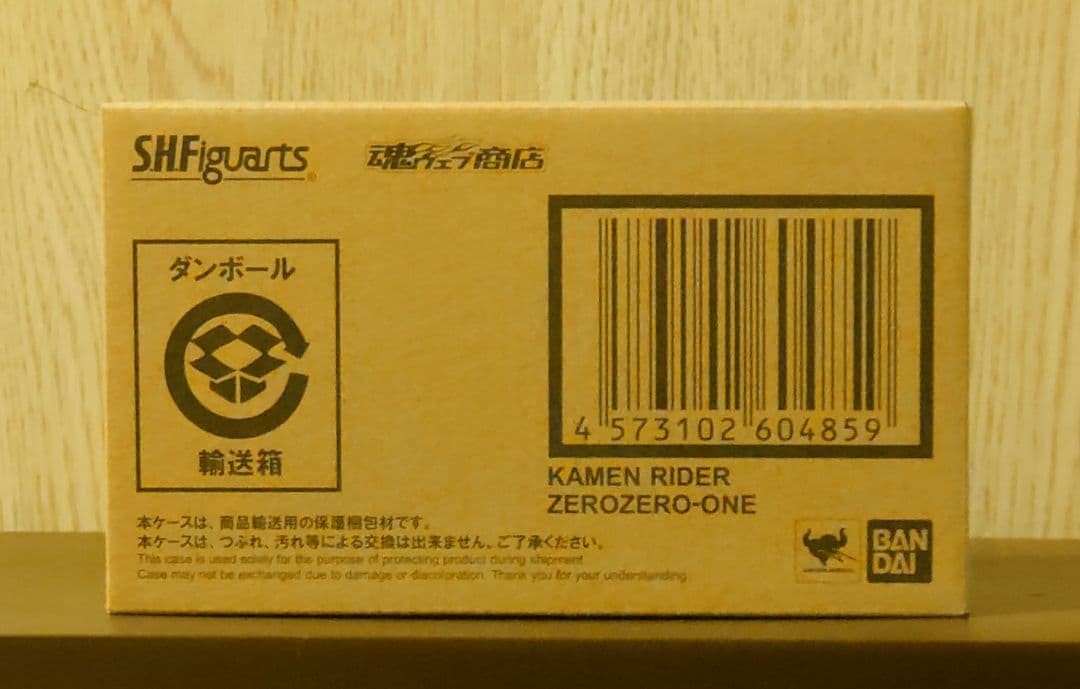 S.H.Figuarts®
魂ウェブ商店
ダンボール
輸送箱
4 573102 604859
KAMEN RIDER
ZEROZERO-ONE
本ケースは、商品輸送用の保護梱包材です。
本ケースは、つぶれ、汚れ等による交換は出来ません。ご了承ください。
This case is used solely for the purpose of protecting product during shipment.
Case may not be exchanged due to damage or discoloration. Thank you for your understanding.
BAN
DAI